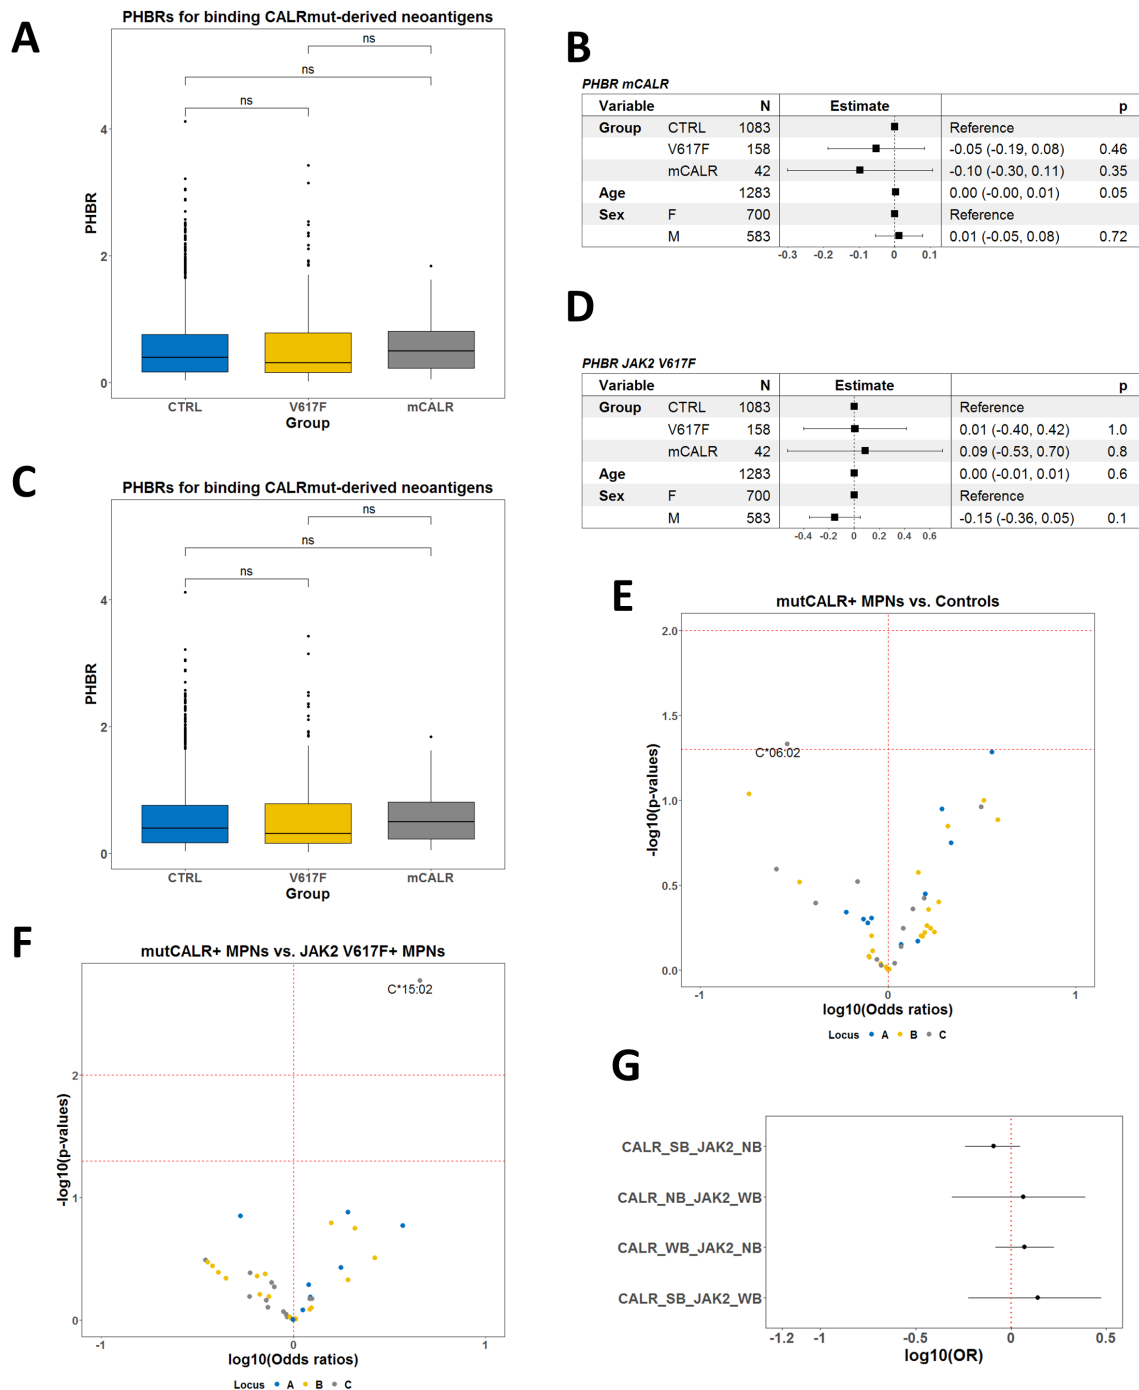 A
PHBRs for binding CALRmut-derived neoantigens
ns
ns
ns
PHBR
4
2
0
CTRL V617F mCALR
Group
B
PHBR mCALR
Variable N Estimate p
Group CTRL 1083 Reference
V617F 158 -0.05 (-0.19, 0.08) 0.46
mCALR 42 -0.10 (-0.30, 0.11) 0.35
Age 1283 0.00 (-0.00, 0.01) 0.05
Sex F 700 Reference
M 583 0.01 (-0.05, 0.08) 0.72
-0.3 -0.2 -0.1 0 0.1
C
PHBRs for binding CALRmut-derived neoantigens
ns
ns
ns
PHBR
4
2
0
CTRL V617F mCALR
Group
D
PHBR JAK2 V617F
Variable N Estimate p
Group CTRL 1083 Reference
V617F 158 0.01 (-0.40, 0.42) 1.0
mCALR 42 0.09 (-0.53, 0.70) 0.8
Age 1283 0.00 (-0.01, 0.01) 0.6
Sex F 700 Reference
M 583 -0.15 (-0.36, 0.05) 0.1
-0.4 -0.2 0 0.2 0.4 0.6
E
mutCALR+ MPNs vs. Controls
-log10(p-values)
2.0
1.5
1.0
0.5
0.0
C*06:02
-1 0 1
log10(Odds ratios)
Locus A B C
F
mutCALR+ MPNs vs. JAK2 V617F+ MPNs
-log10(p-values)
2
1
0
C*15:02
-1 0 1
log10(Odds ratios)
Locus A B C
G
CALR_SB_JAK2_NB
CALR_NB_JAK2_WB
CALR_WB_JAK2_NB
CALR_SB_JAK2_WB
-1.2 -1 -0.5 0 0.5
log10(OR)